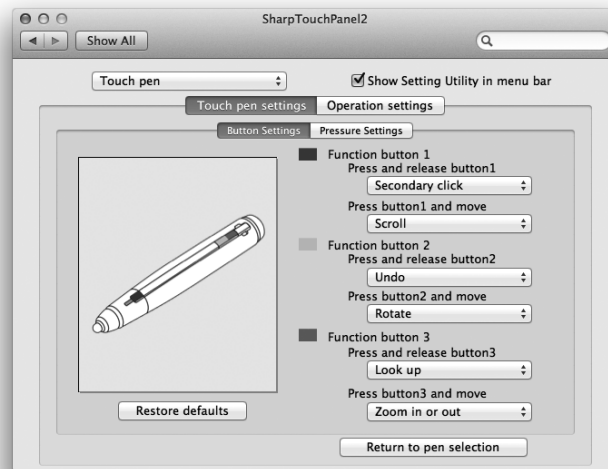 SharpTouchPanel2
Show All
Touch pen
Show Setting Utility in menu bar
Touch pen settings
Operation settings
Button Settings
Pressure Settings
Function button 1
Press and release button1
Secondary click
Press button1 and move
Scroll
Function button 2
Press and release button2
Undo
Press button2 and move
Rotate
Function button 3
Press and release button3
Look up
Press button3 and move
Zoom in or out
Restore defaults
Return to pen selection